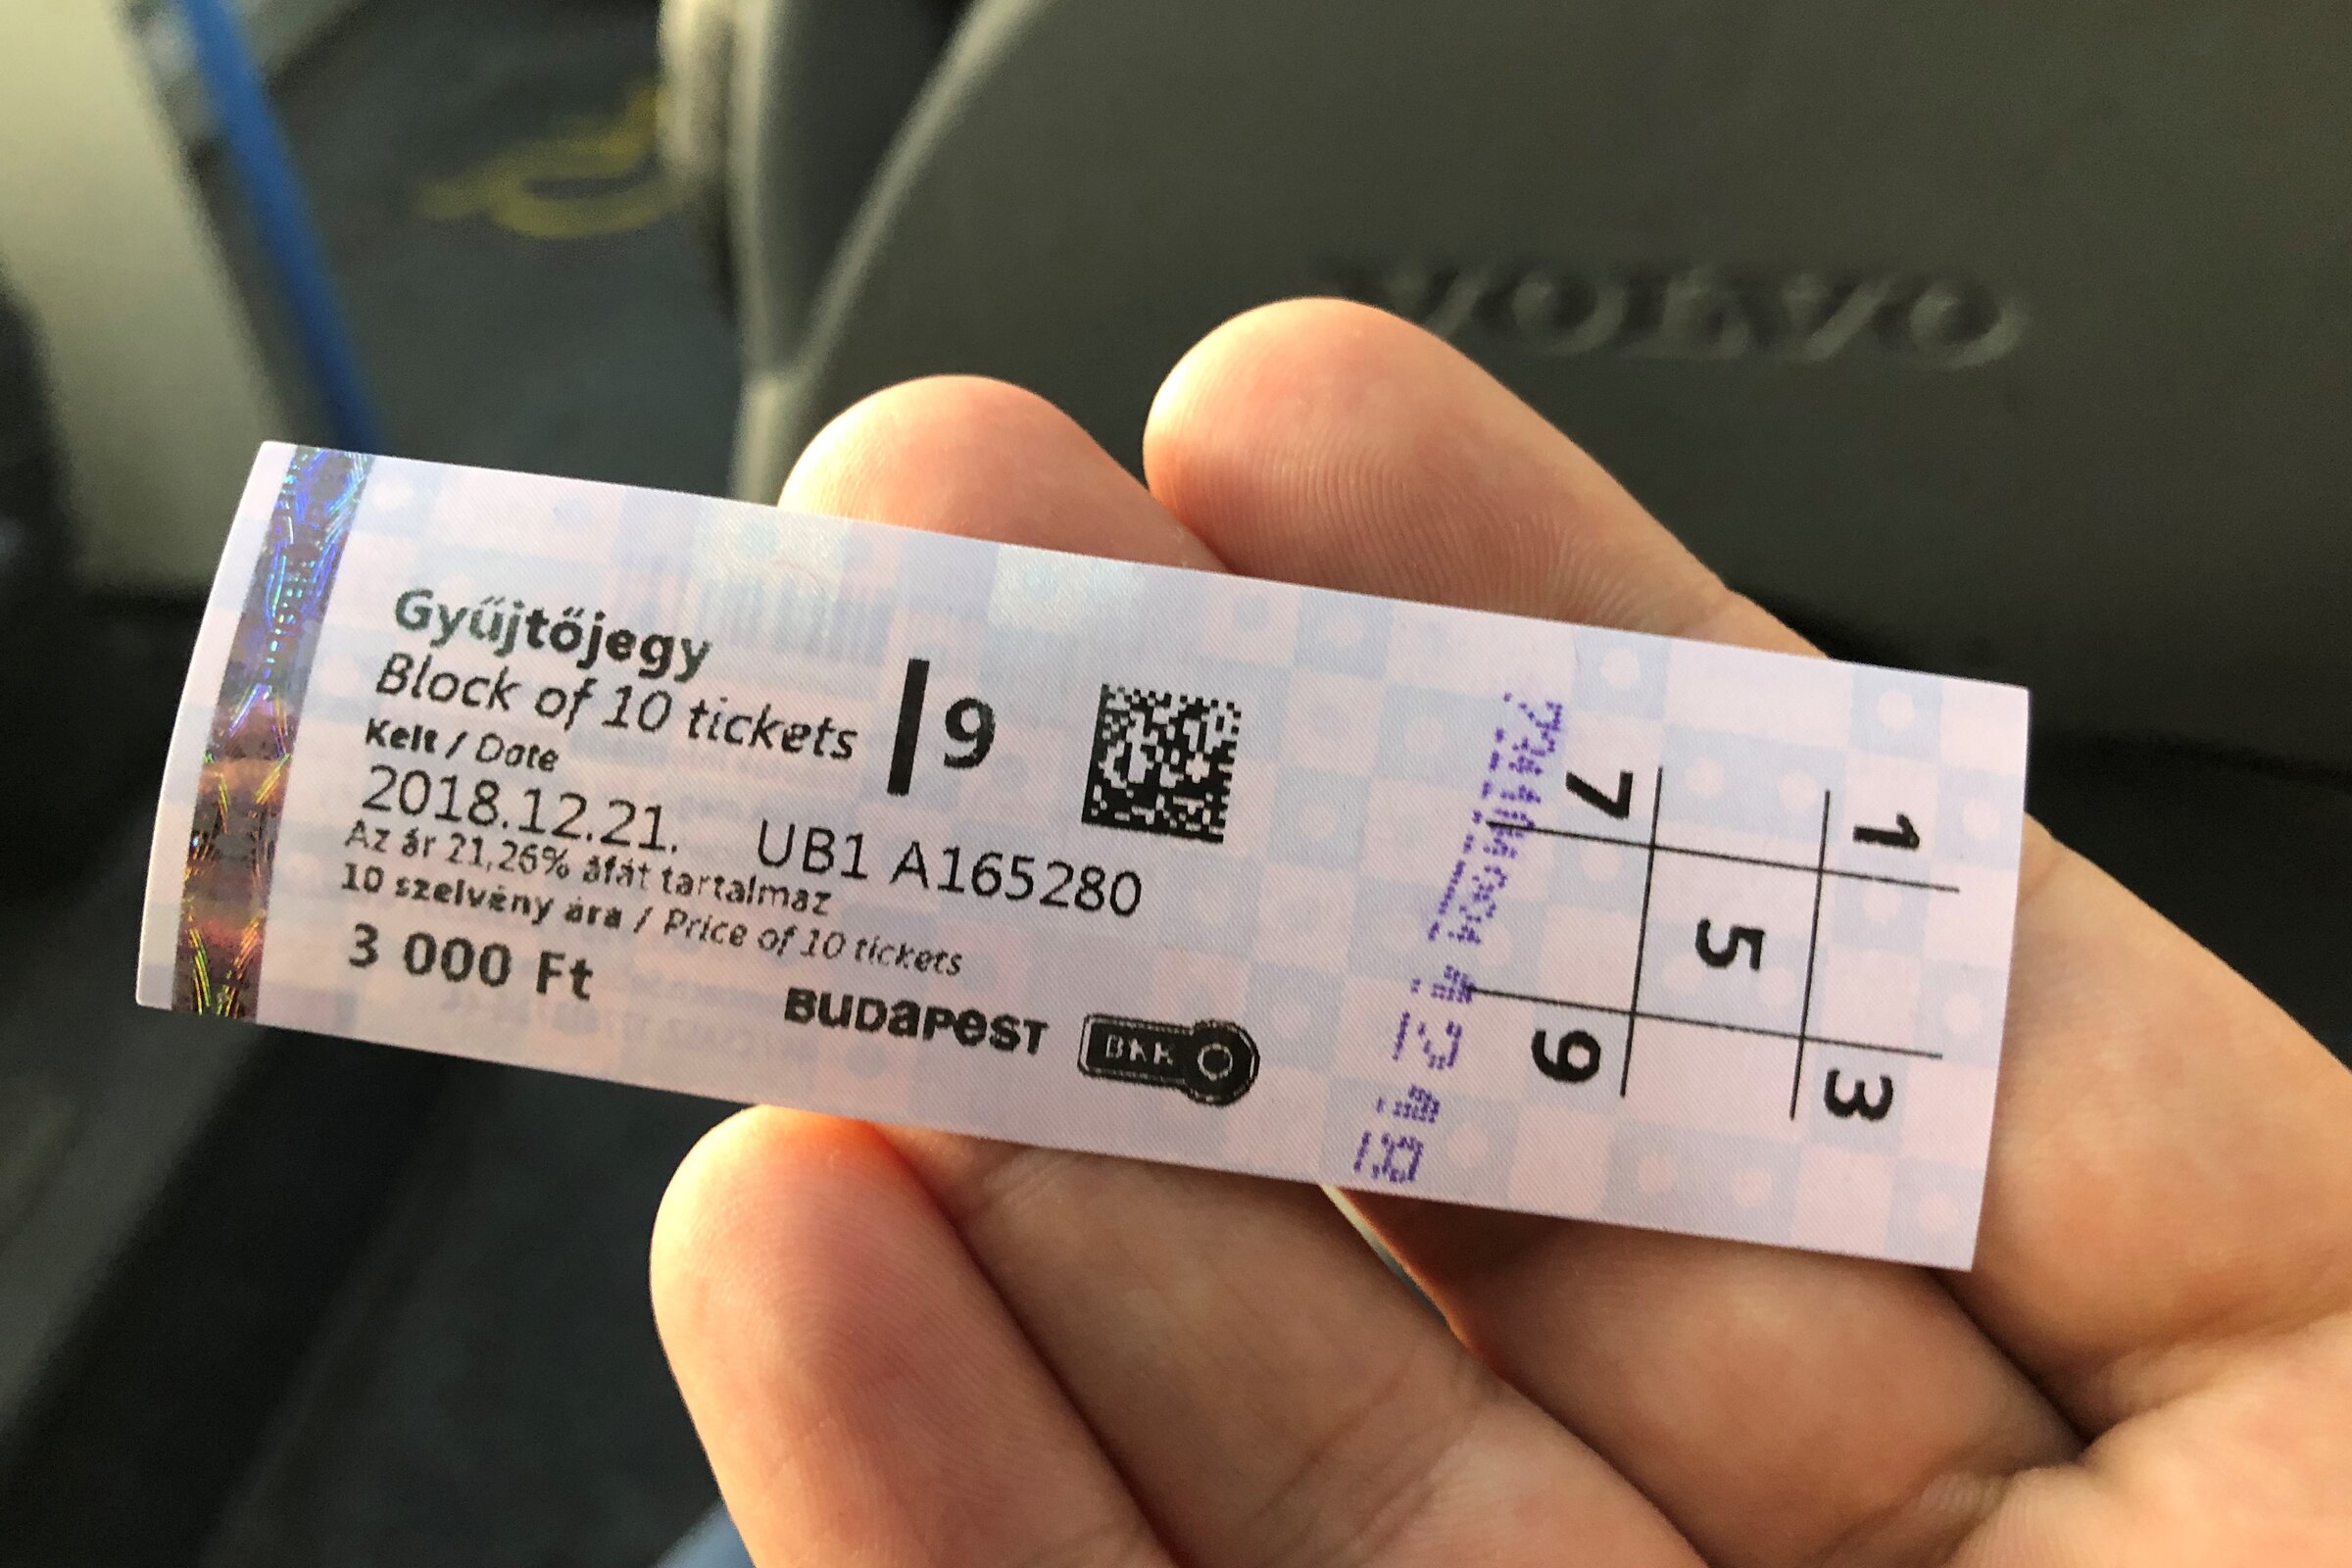 VOLVO
Gyűjtőjegy
Block of 10 tickets
9
Kelt / Date
2018.12.21.
UB1 A165280
Az ár 21,26% áfát tartalmaz
10 szelvény ára / Price of 10 tickets
3 000 Ft
BUDAPEST
BKK
1 3
5
7 9